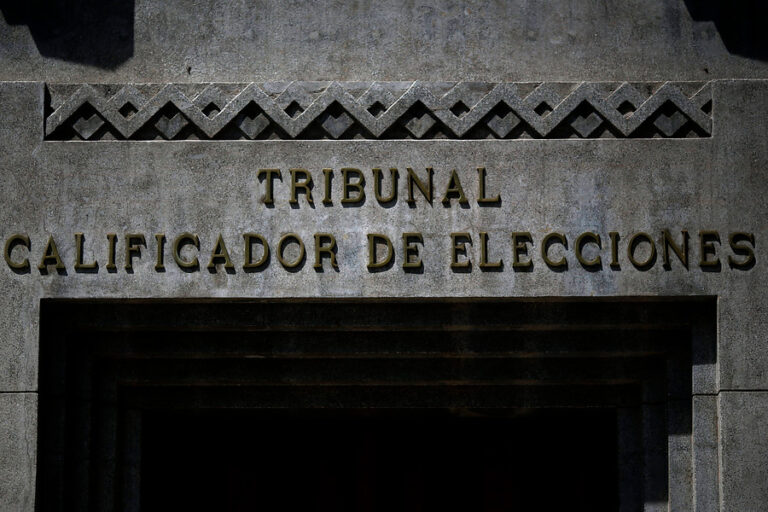 TRIBUNAL
CALIFICADOR DE ELECCIONES